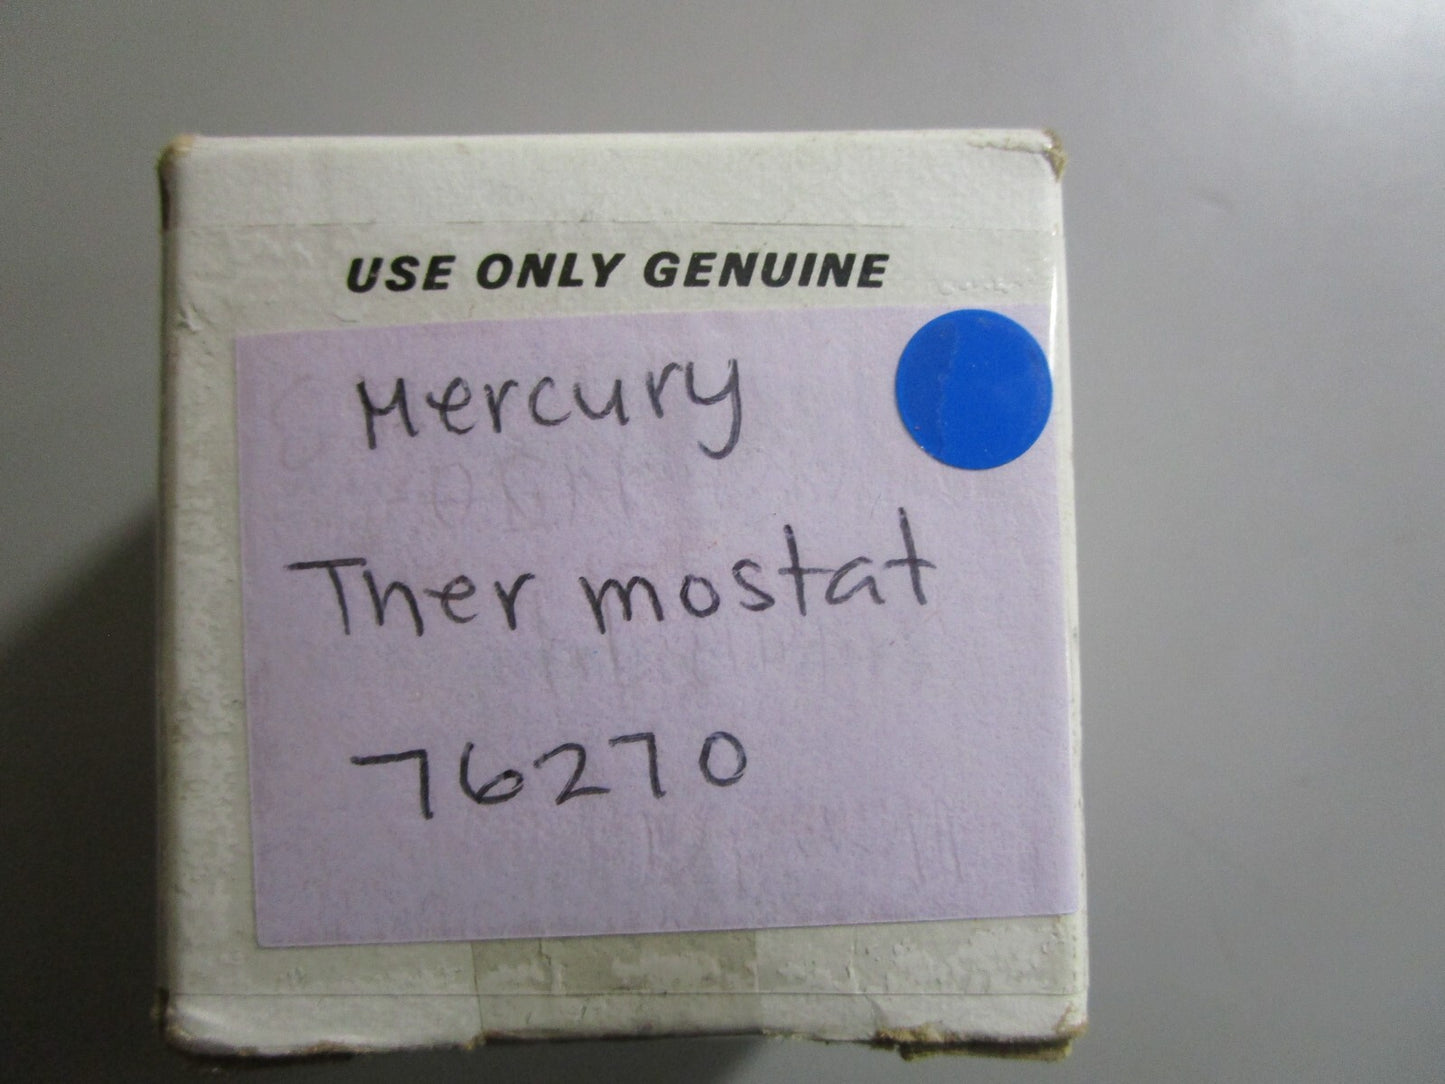 USE ONLY GENUINE
Mercury
Ther mostat
76270